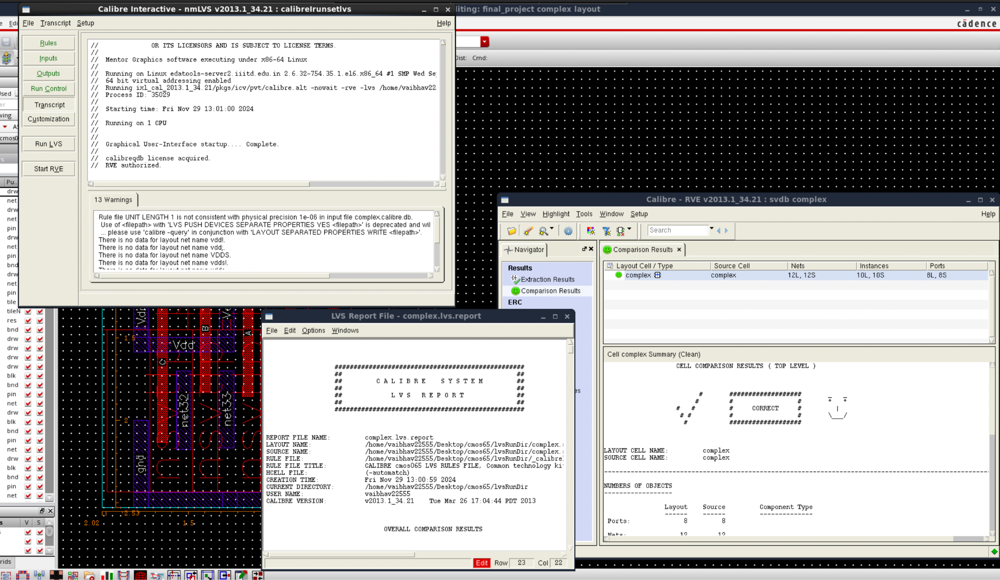 Calibre Interactive - nmLVS v2013.1_34.21 : calibrelrunsetlvs
iting: final_project complex layout
File Transcript Setup Help
cādence
Rules
Inputs
Outputs
Run Control
Transcript
Customization
Run LVS
Start RVE
// OR ITS LICENSORS AND IS SUBJECT TO LICENSE TERMS.
//
// Mentor Graphics software executing under x86-64 Linux
//
// Running on Linux edatools-server2.iiitd.edu.in 2.6.32-754.35.1.el6.x86_64 #1 SMP Wed Se
// 64 bit virtual addressing enabled
// Running ixl_cal_2013.1_34.21/pkgs/icv/pvt/calibre.alt -nowait -rve -lvs /home/vaibhav22
// Process ID: 35029
//
// Starting time: Fri Nov 29 13:01:00 2024
//
// Running on 1 CPU
//
//
// Graphical User-Interface startup.... Complete.
//
// calibreqdb license acquired.
// RVE authorized.
Dist: Cmd:
13 Warnings
Rule file UNIT LENGTH 1 is not consistent with physical precision 1e-06 in input file complex.calibre.db.
Use of <filepath> with 'LVS PUSH DEVICES SEPARATE PROPERTIES YES <filepath>' is deprecated and wil
... please use 'calibre -query' in conjunction with 'LAYOUT SEPARATED PROPERTIES WRITE <filepath>'.
There is no data for layout net name vdd!.
There is no data for layout net name vdd;.
There is no data for layout net name VDDS.
There is no data for layout net name vdds!.
Calibre - RVE v2013.1_34.21 : svdb complex
File View Highlight Tools Window Setup Help
Search
Navigator
Results
Extraction Results
Comparison Results
ERC
Comparison Results
Layout Cell / Type Source Cell Nets Instances Ports
complex complex 12L, 12S 10L, 10S 8L, 8S
Cell complex Summary (Clean)
CELL COMPARISON RESULTS ( TOP LEVEL )
# ###################
# # #
# # # CORRECT #
# # # #
# ###################
LAYOUT CELL NAME: complex
SOURCE CELL NAME: complex
NUMBERS OF OBJECTS
Layout Source Component Type
Ports: 8 8
Nets: 12 12
LVS Report File - complex.lvs.report
File Edit Options Windows
##################################################
## ##
## C A L I B R E S Y S T E M ##
## ##
## L V S R E P O R T ##
## ##
##################################################
REPORT FILE NAME: complex.lvs.report
LAYOUT NAME: /home/vaibhav22555/Desktop/cmos65/lvsRunDir/complex.
SOURCE NAME: /home/vaibhav22555/Desktop/cmos65/lvsRunDir/complex.
RULE FILE: /home/vaibhav22555/Desktop/cmos65/lvsRunDir/_calibre
RULE FILE TITLE: CALIBRE cmos065 LVS RULES FILE, Common technology ki
HCELL FILE: (-automatch)
CREATION TIME: Fri Nov 29 13:00:59 2024
CURRENT DIRECTORY: /home/vaibhav22555/Desktop/cmos65/lvsRunDir
USER NAME: vaibhav22555
CALIBRE VERSION: v2013.1_34.21 Tue Mar 26 17:04:44 PDT 2013
OVERALL COMPARISON RESULTS
Edit Row 23 Col 22
Pu..
drw
net
drw
net
pin
drw
net
pin
bnd
drw
net
pin
tile
tileN
res
bnd
drw
drw
drw
drw
blk
bnd
pin
net
drw
blk
bnd
pin
net
drw
blk
bnd
pin
net
V S
rids
Vdd
B
A
C
1.5
Vdd
net32
net33
2
gnd
2.53
2.02
1.5